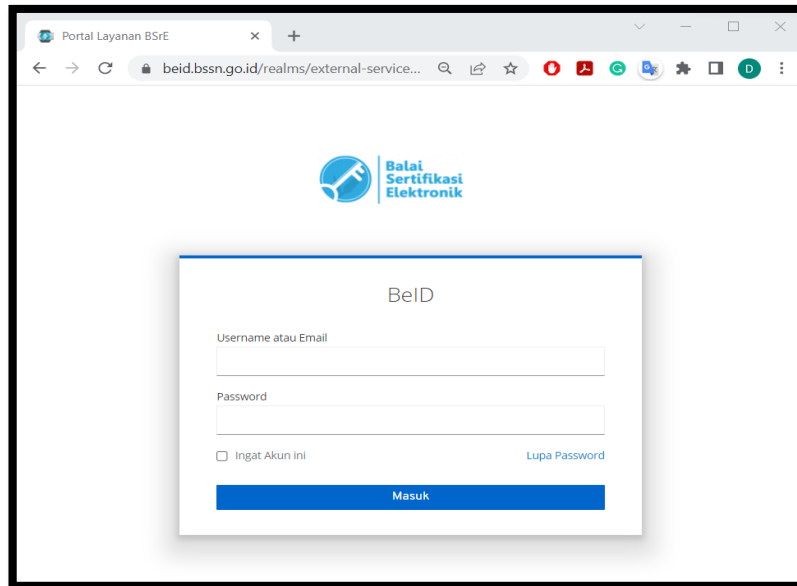 Portal Layanan BSrE
beid.bssn.go.id/realms/external-service...
D
Balai
Sertifikasi
Elektronik
BeID
Username atau Email
Password
Ingat Akun ini
Lupa Password
Masuk